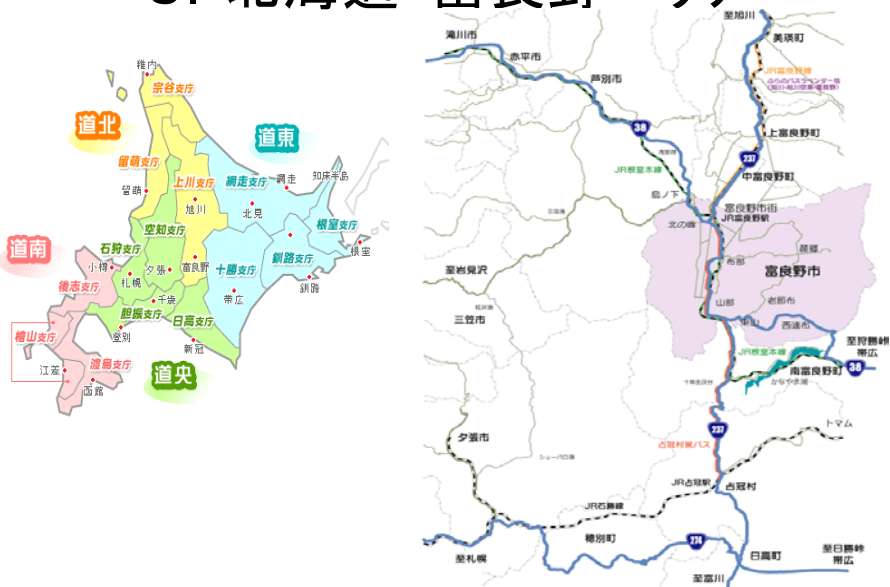 稚内
宗谷支庁
道北
道東
留萌支庁
留萌
上川支庁
旭川
網走支庁
網走
知床半島
北見
空知支庁
根室支庁
根室
石狩支庁
道南
小樽
夕張
富良野
札幌
十勝支庁
釧路支庁
釧路
後志支庁
千歳
帯広
胆振支庁
日高支庁
登別
新冠
檜山支庁
江差
渡島支庁
函館
道央
至旭川
滝川市
美瑛町
赤平市
芦別市
JR富良野線
38
上富良野町
237
中富良野町
JR根室本線
島ノ下
富良野市街
JR富良野駅
北の峰
布部
麓郷
富良野市
至岩見沢
山部
老節布
三笠市
東山
西達布
至狩勝峠
帯広
JR根室本線
南富良野町
38
かなやま湖
237
トマム
夕張市
占冠村営バス
シューパロ湖
JR占冠駅
占冠村
JR石勝線
穂別町
274
至札幌
日高町
至日勝峠
帯広
至富川